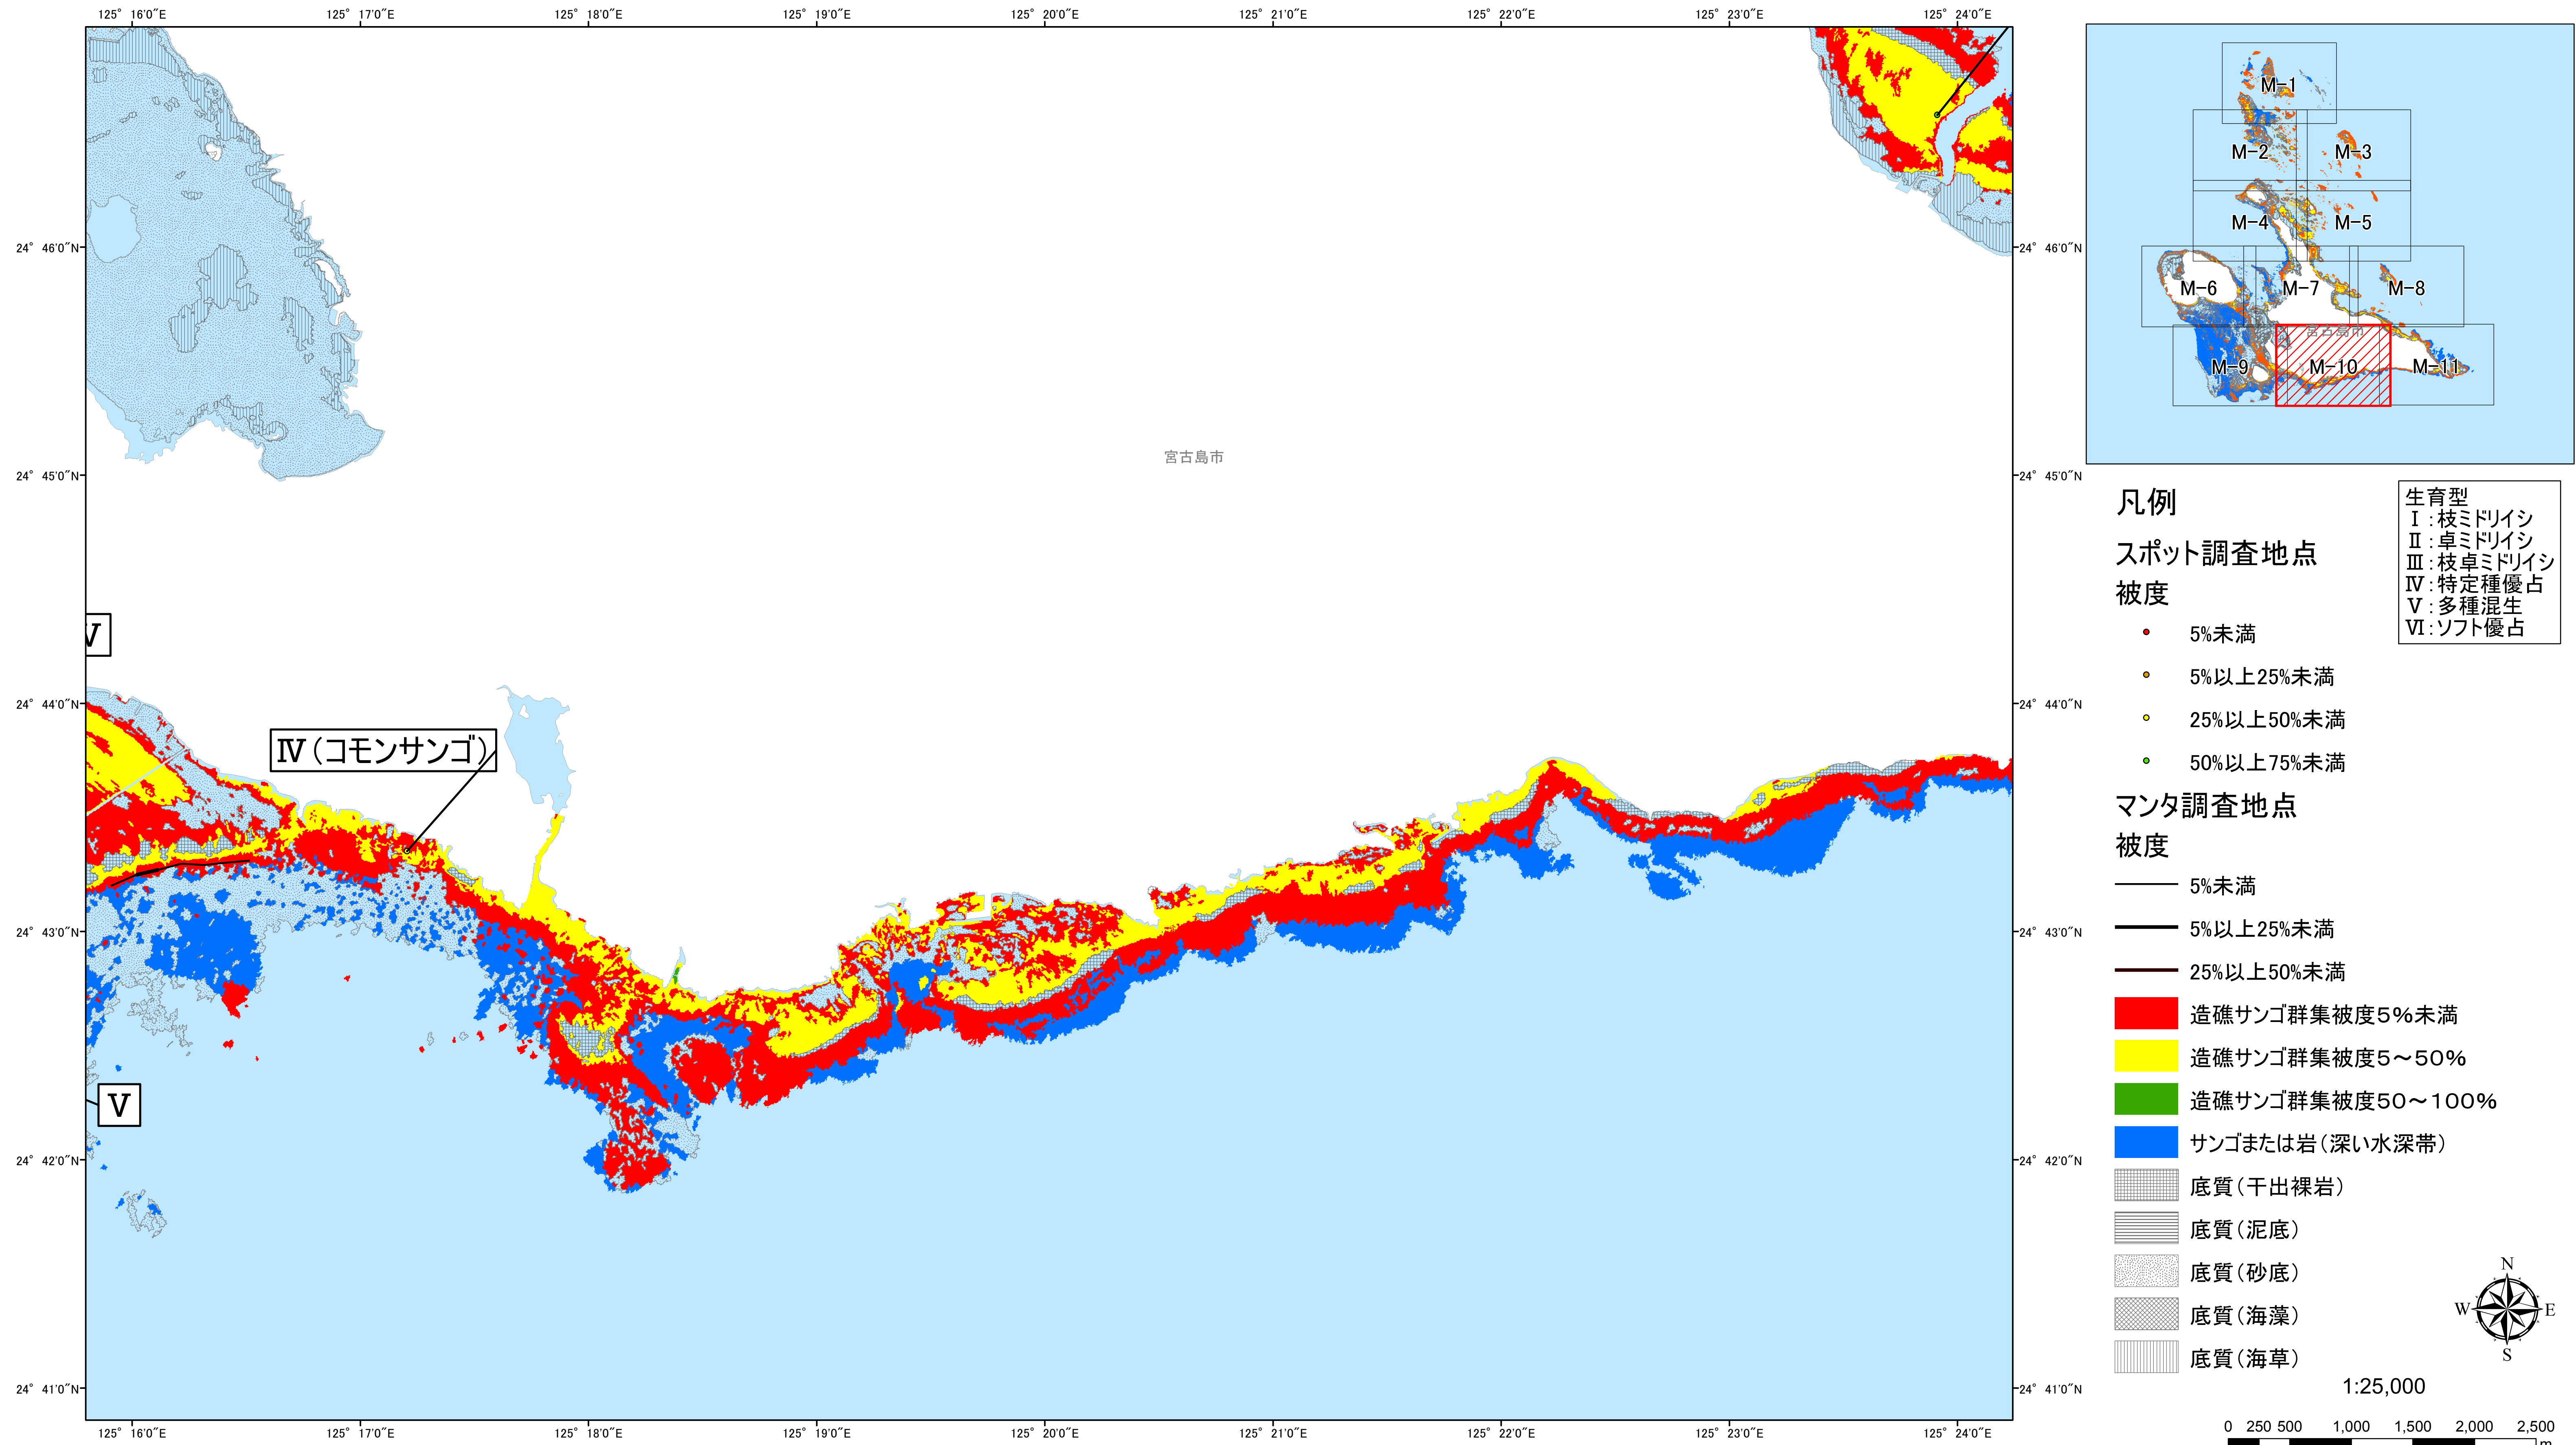 125° 16'0"E 125° 17'0"E 125° 18'0"E 125° 19'0"E 125° 20'0"E 125° 21'0"E 125° 22'0"E 125° 23'0"E 125° 24'0"E
24° 46'0"N
24° 45'0"N
24° 44'0"N
24° 43'0"N
24° 42'0"N
24° 41'0"N
宮古島市
Ⅳ(コモンサンゴ)
Ⅴ
Ⅴ
24° 46'0"N
24° 45'0"N
24° 44'0"N
24° 43'0"N
24° 42'0"N
24° 41'0"N
125° 16'0"E 125° 17'0"E 125° 18'0"E 125° 19'0"E 125° 20'0"E 125° 21'0"E 125° 22'0"E 125° 23'0"E 125° 24'0"E
M-1
M-2 M-3
M-4 M-5
M-6 M-7 M-8
宮古島市
M-9 M-10 M-11
凡例
スポット調査地点
被度
5%未満
5%以上25%未満
25%以上50%未満
50%以上75%未満
マンタ調査地点
被度
5%未満
5%以上25%未満
25%以上50%未満
造礁サンゴ群集被度5%未満
造礁サンゴ群集被度5~50%
造礁サンゴ群集被度50~100%
サンゴまたは岩(深い水深帯)
底質(干出裸岩)
底質(泥底)
底質(砂底)
底質(海藻)
底質(海草)
生育型
Ⅰ:枝ミドリイシ
Ⅱ:卓ミドリイシ
Ⅲ:枝卓ミドリイシ
Ⅳ:特定種優占
Ⅴ:多種混生
Ⅵ:ソフト優占
N
W E
S
1:25,000
0 250 500 1,000 1,500 2,000 2,500
m